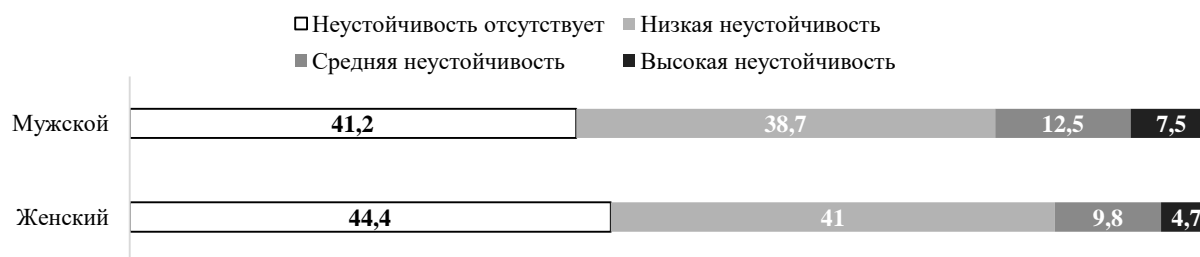 Неустойчивость отсутствует Низкая неустойчивость
Средняя неустойчивость Высокая неустойчивость
Мужской 41,2 38,7 12,5 7,5
Женский 44,4 41 9,8 4,7